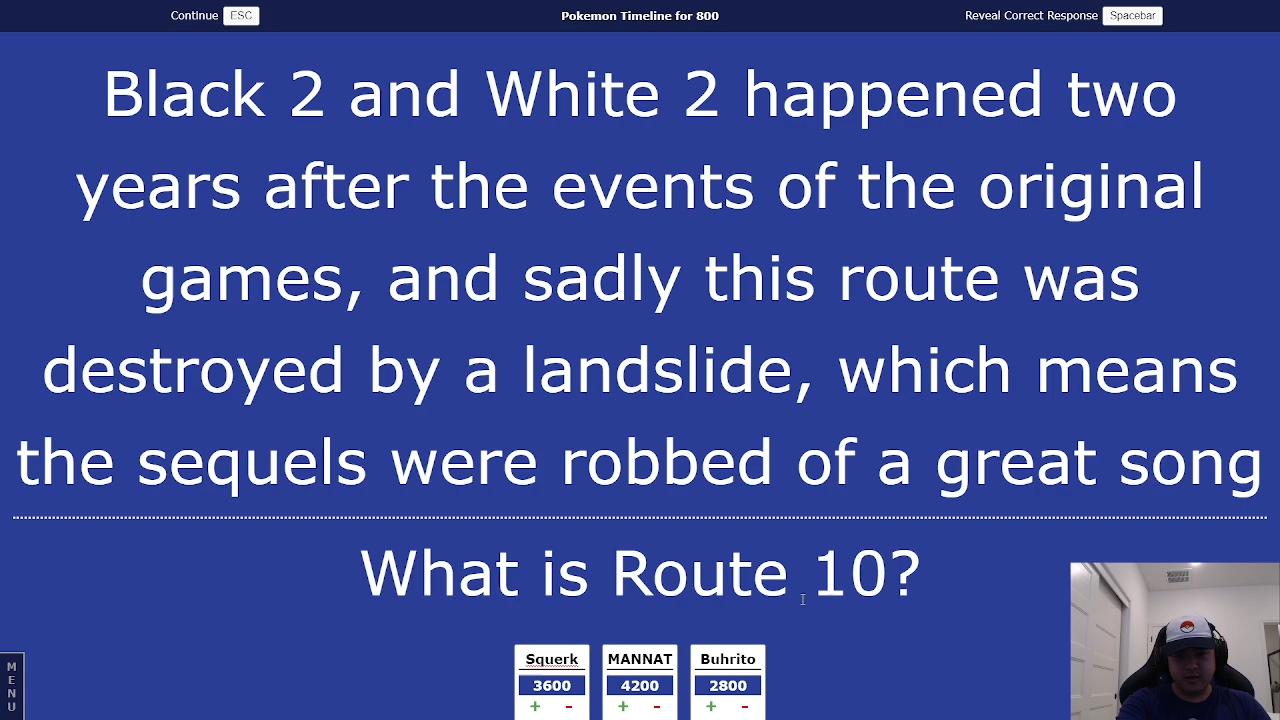 Continue ESC
Pokemon Timeline for 800
Reveal Correct Response Spacebar
Black 2 and White 2 happened two
years after the events of the original
games, and sadly this route was
destroyed by a landslide, which means
the sequels were robbed of a great song
What is Route 10?
MENU
Squerk MANNAT Buhrito
3600 4200 2800
+ - + - + -